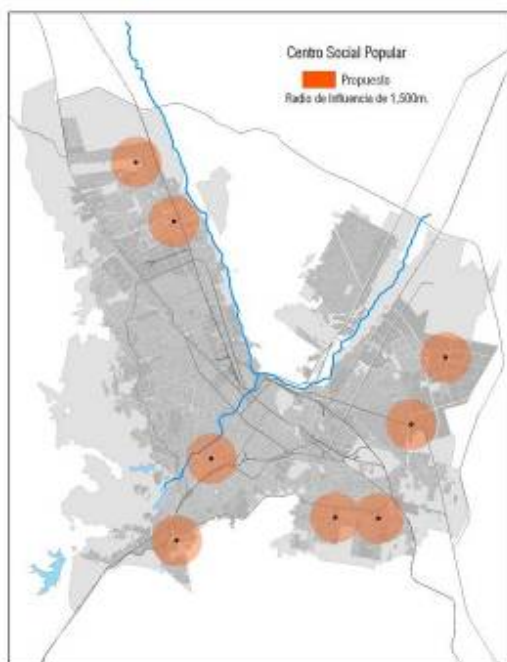 Centro Social Popular
Propuesto
Radio de Influencia de 1,500m.